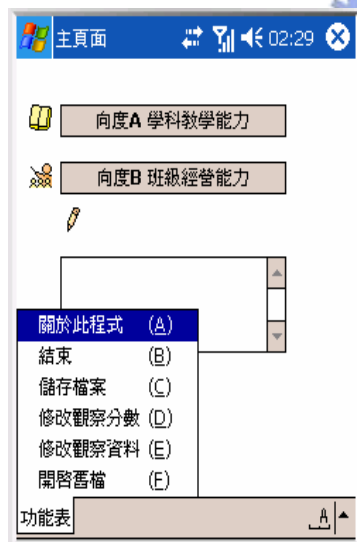 主頁面 02:29
向度A 學科教學能力
向度B 班級經營能力
關於此程式 (A)
結束 (B)
儲存檔案 (C)
修改觀察分數 (D)
修改觀察資料 (E)
開啓舊檔 (F)
功能表 A